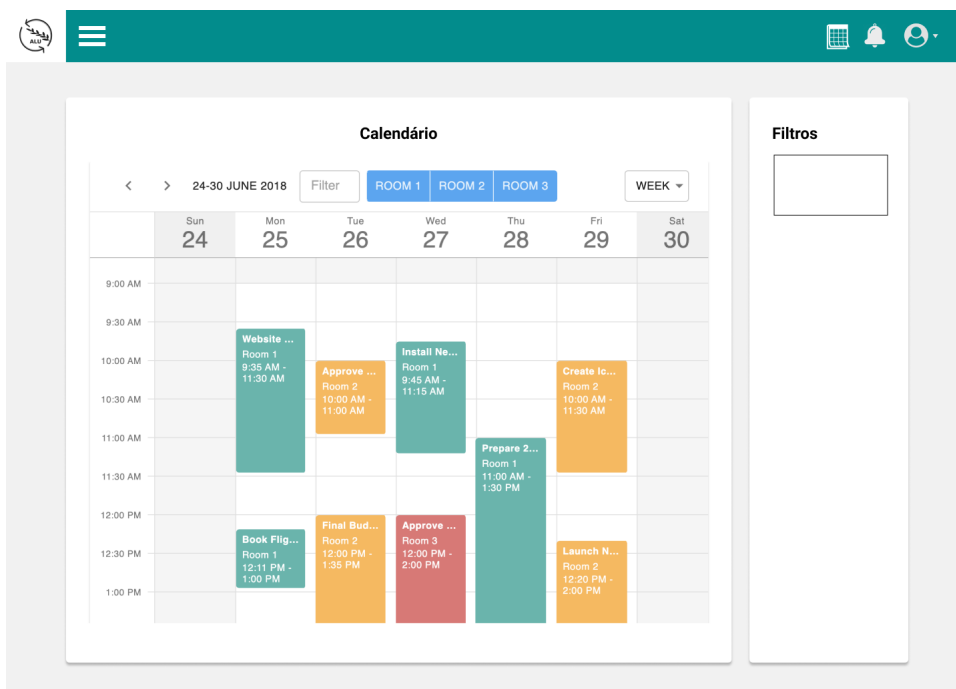 ALU
Calendário
Filtros
24-30 JUNE 2018
Filter
ROOM 1
ROOM 2
ROOM 3
WEEK
Sun
24
Mon
25
Tue
26
Wed
27
Thu
28
Fri
29
Sat
30
9:00 AM
9:30 AM
10:00 AM
10:30 AM
11:00 AM
11:30 AM
12:00 PM
12:30 PM
1:00 PM
Website ...
Room 1
9:35 AM -
11:30 AM
Book Flig...
Room 1
12:11 PM -
1:00 PM
Approve ...
Room 2
10:00 AM -
11:00 AM
Final Bud...
Room 2
12:00 PM -
1:35 PM
Install Ne...
Room 1
9:45 AM -
11:15 AM
Approve ...
Room 3
12:00 PM -
2:00 PM
Prepare 2...
Room 1
11:00 AM -
1:30 PM
Create Ic...
Room 2
10:00 AM -
11:30 AM
Launch N...
Room 2
12:20 PM -
2:00 PM